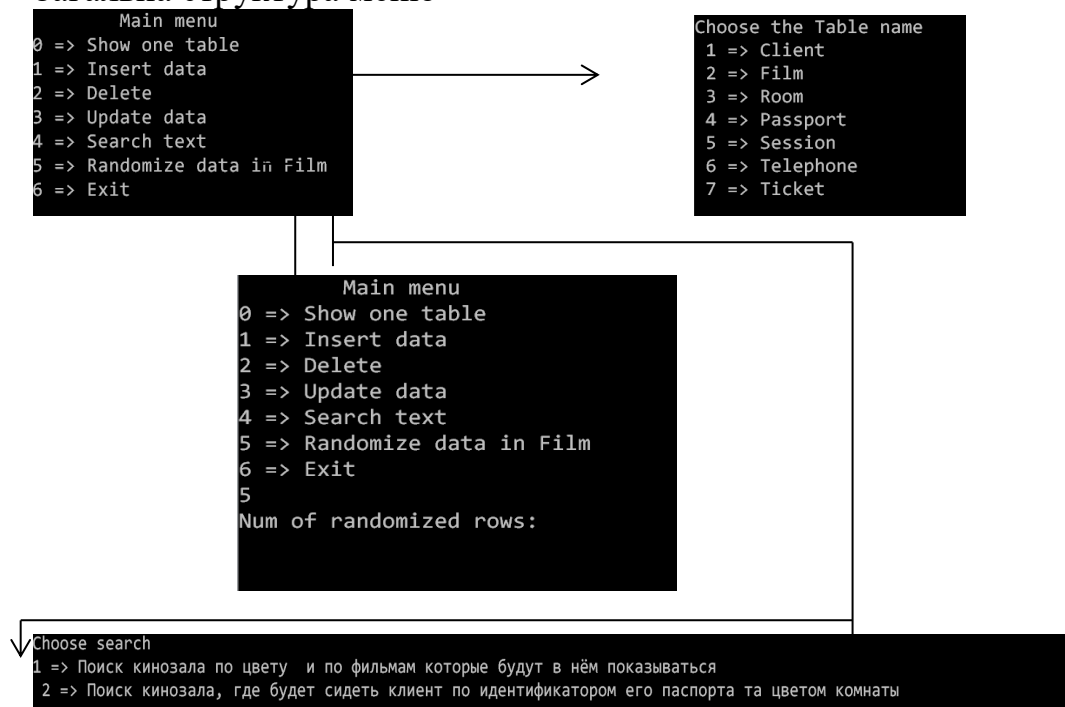 Загальна структура меню
Main menu
0 => Show one table
1 => Insert data
2 => Delete
3 => Update data
4 => Search text
5 => Randomize data in Film
6 => Exit
Choose the Table name
1 => Client
2 => Film
3 => Room
4 => Passport
5 => Session
6 => Telephone
7 => Ticket
Main menu
0 => Show one table
1 => Insert data
2 => Delete
3 => Update data
4 => Search text
5 => Randomize data in Film
6 => Exit
5
Num of randomized rows:
Choose search
1 => Поиск кинозала по цвету и по фильмам которые будут в нём показываться
2 => Поиск кинозала, где будет сидеть клиент по идентификатором его паспорта та цветом комнаты